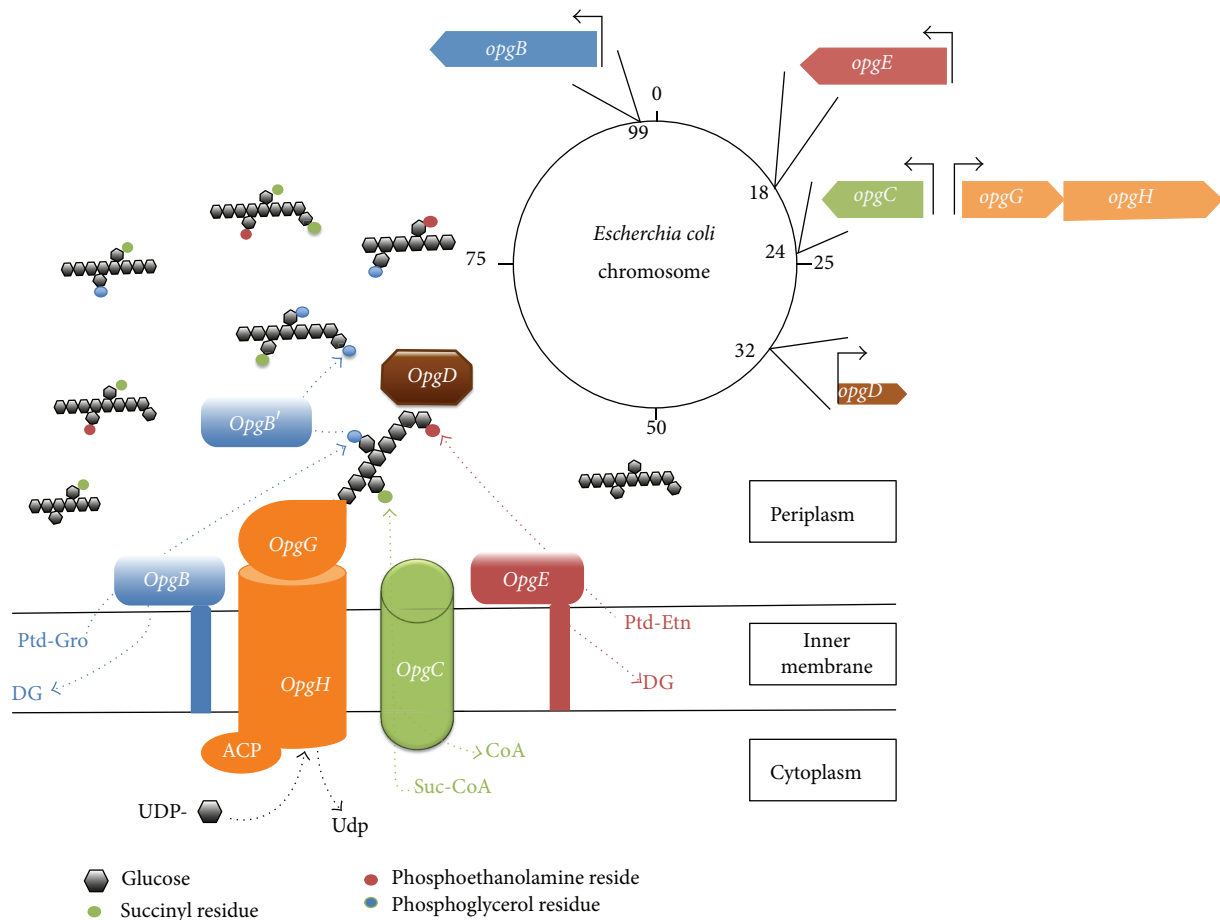 opgB
opgE
0
99
18
opgC
opgG
opgH
Escherchia coli
chromosome
75
24
25
32
opgD
50
OpgD
OpgB′
Periplasm
OpgG
OpgB
OpgE
Ptd-Gro
Ptd-Etn
Inner
membrane
OpgC
OpgH
DG
DG
ACP
CoA
Suc-CoA
Cytoplasm
UDP-
Udp
Glucose
Phosphoethanolamine reside
Succinyl residue
Phosphoglycerol residue